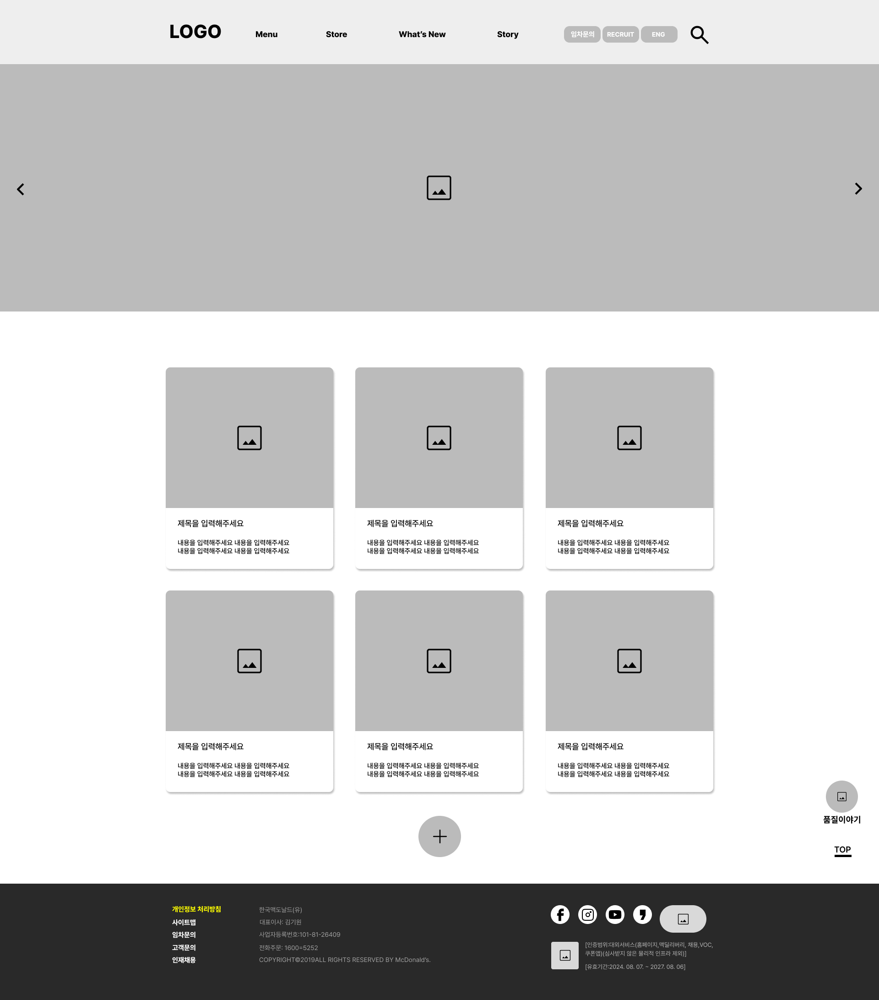 LOGO
Menu
Store
What's New
Story
임차문의
RECRUIT
ENG
제목을 입력해주세요
내용을 입력해주세요 내용을 입력해주세요
내용을 입력해주세요 내용을 입력해주세요
제목을 입력해주세요
내용을 입력해주세요 내용을 입력해주세요
내용을 입력해주세요 내용을 입력해주세요
제목을 입력해주세요
내용을 입력해주세요 내용을 입력해주세요
내용을 입력해주세요 내용을 입력해주세요
제목을 입력해주세요
내용을 입력해주세요 내용을 입력해주세요
내용을 입력해주세요 내용을 입력해주세요
제목을 입력해주세요
내용을 입력해주세요 내용을 입력해주세요
내용을 입력해주세요 내용을 입력해주세요
제목을 입력해주세요
내용을 입력해주세요 내용을 입력해주세요
내용을 입력해주세요 내용을 입력해주세요
품질이야기
TOP
개인정보 처리방침
사이트맵
임차문의
고객문의
인재채용
한국맥도날드(유)
대표이사: 김기원
사업자등록번호:101-81-26409
전화주문: 1600=5252
COPYRIGHT©2019ALL RIGHTS RESERVED BY McDonald's.
[인증범위:대외서비스(홈페이지,맥딜리버리, 채용,VOC,
쿠폰앱)(심사받지 않은 물리적 인프라 제외)]
[유효기간:2024. 08. 07. ~ 2027. 08. 06]